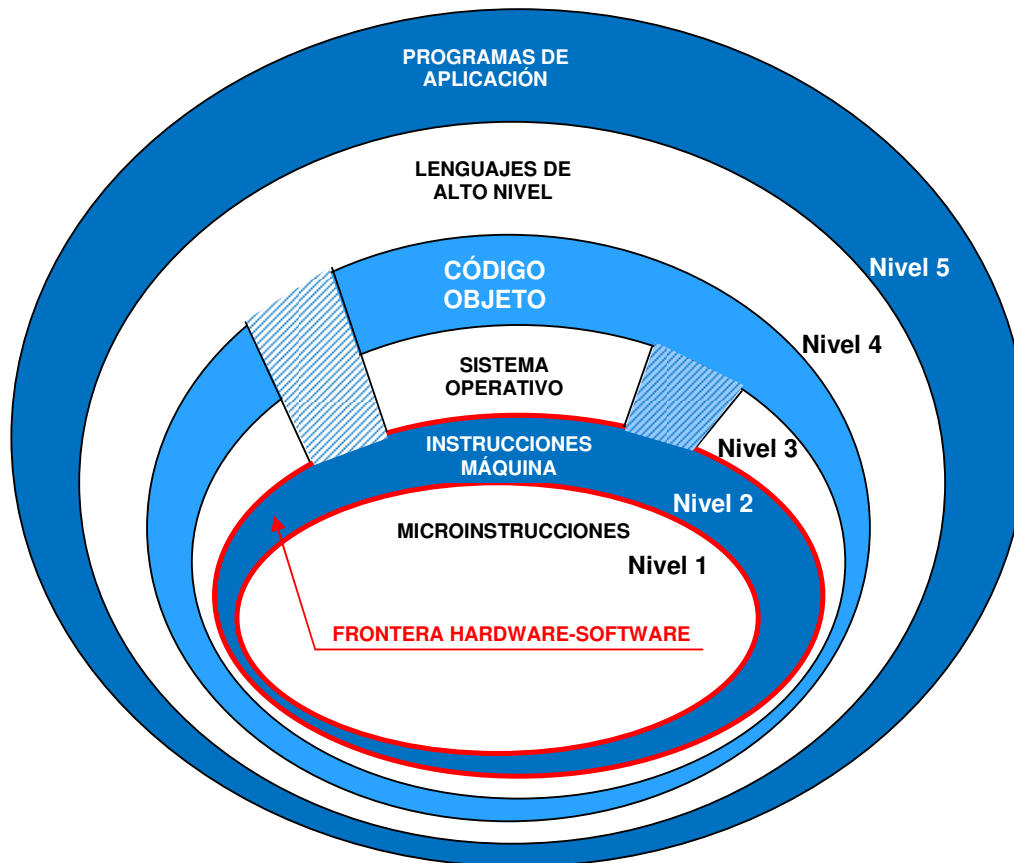 PROGRAMAS DE
APLICACIÓN
LENGUAJES DE
ALTO NIVEL
Nivel 5
CÓDIGO
OBJETO
Nivel 4
SISTEMA
OPERATIVO
Nivel 3
INSTRUCCIONES
MÁQUINA
Nivel 2
MICROINSTRUCCIONES
Nivel 1
FRONTERA HARDWARE-SOFTWARE